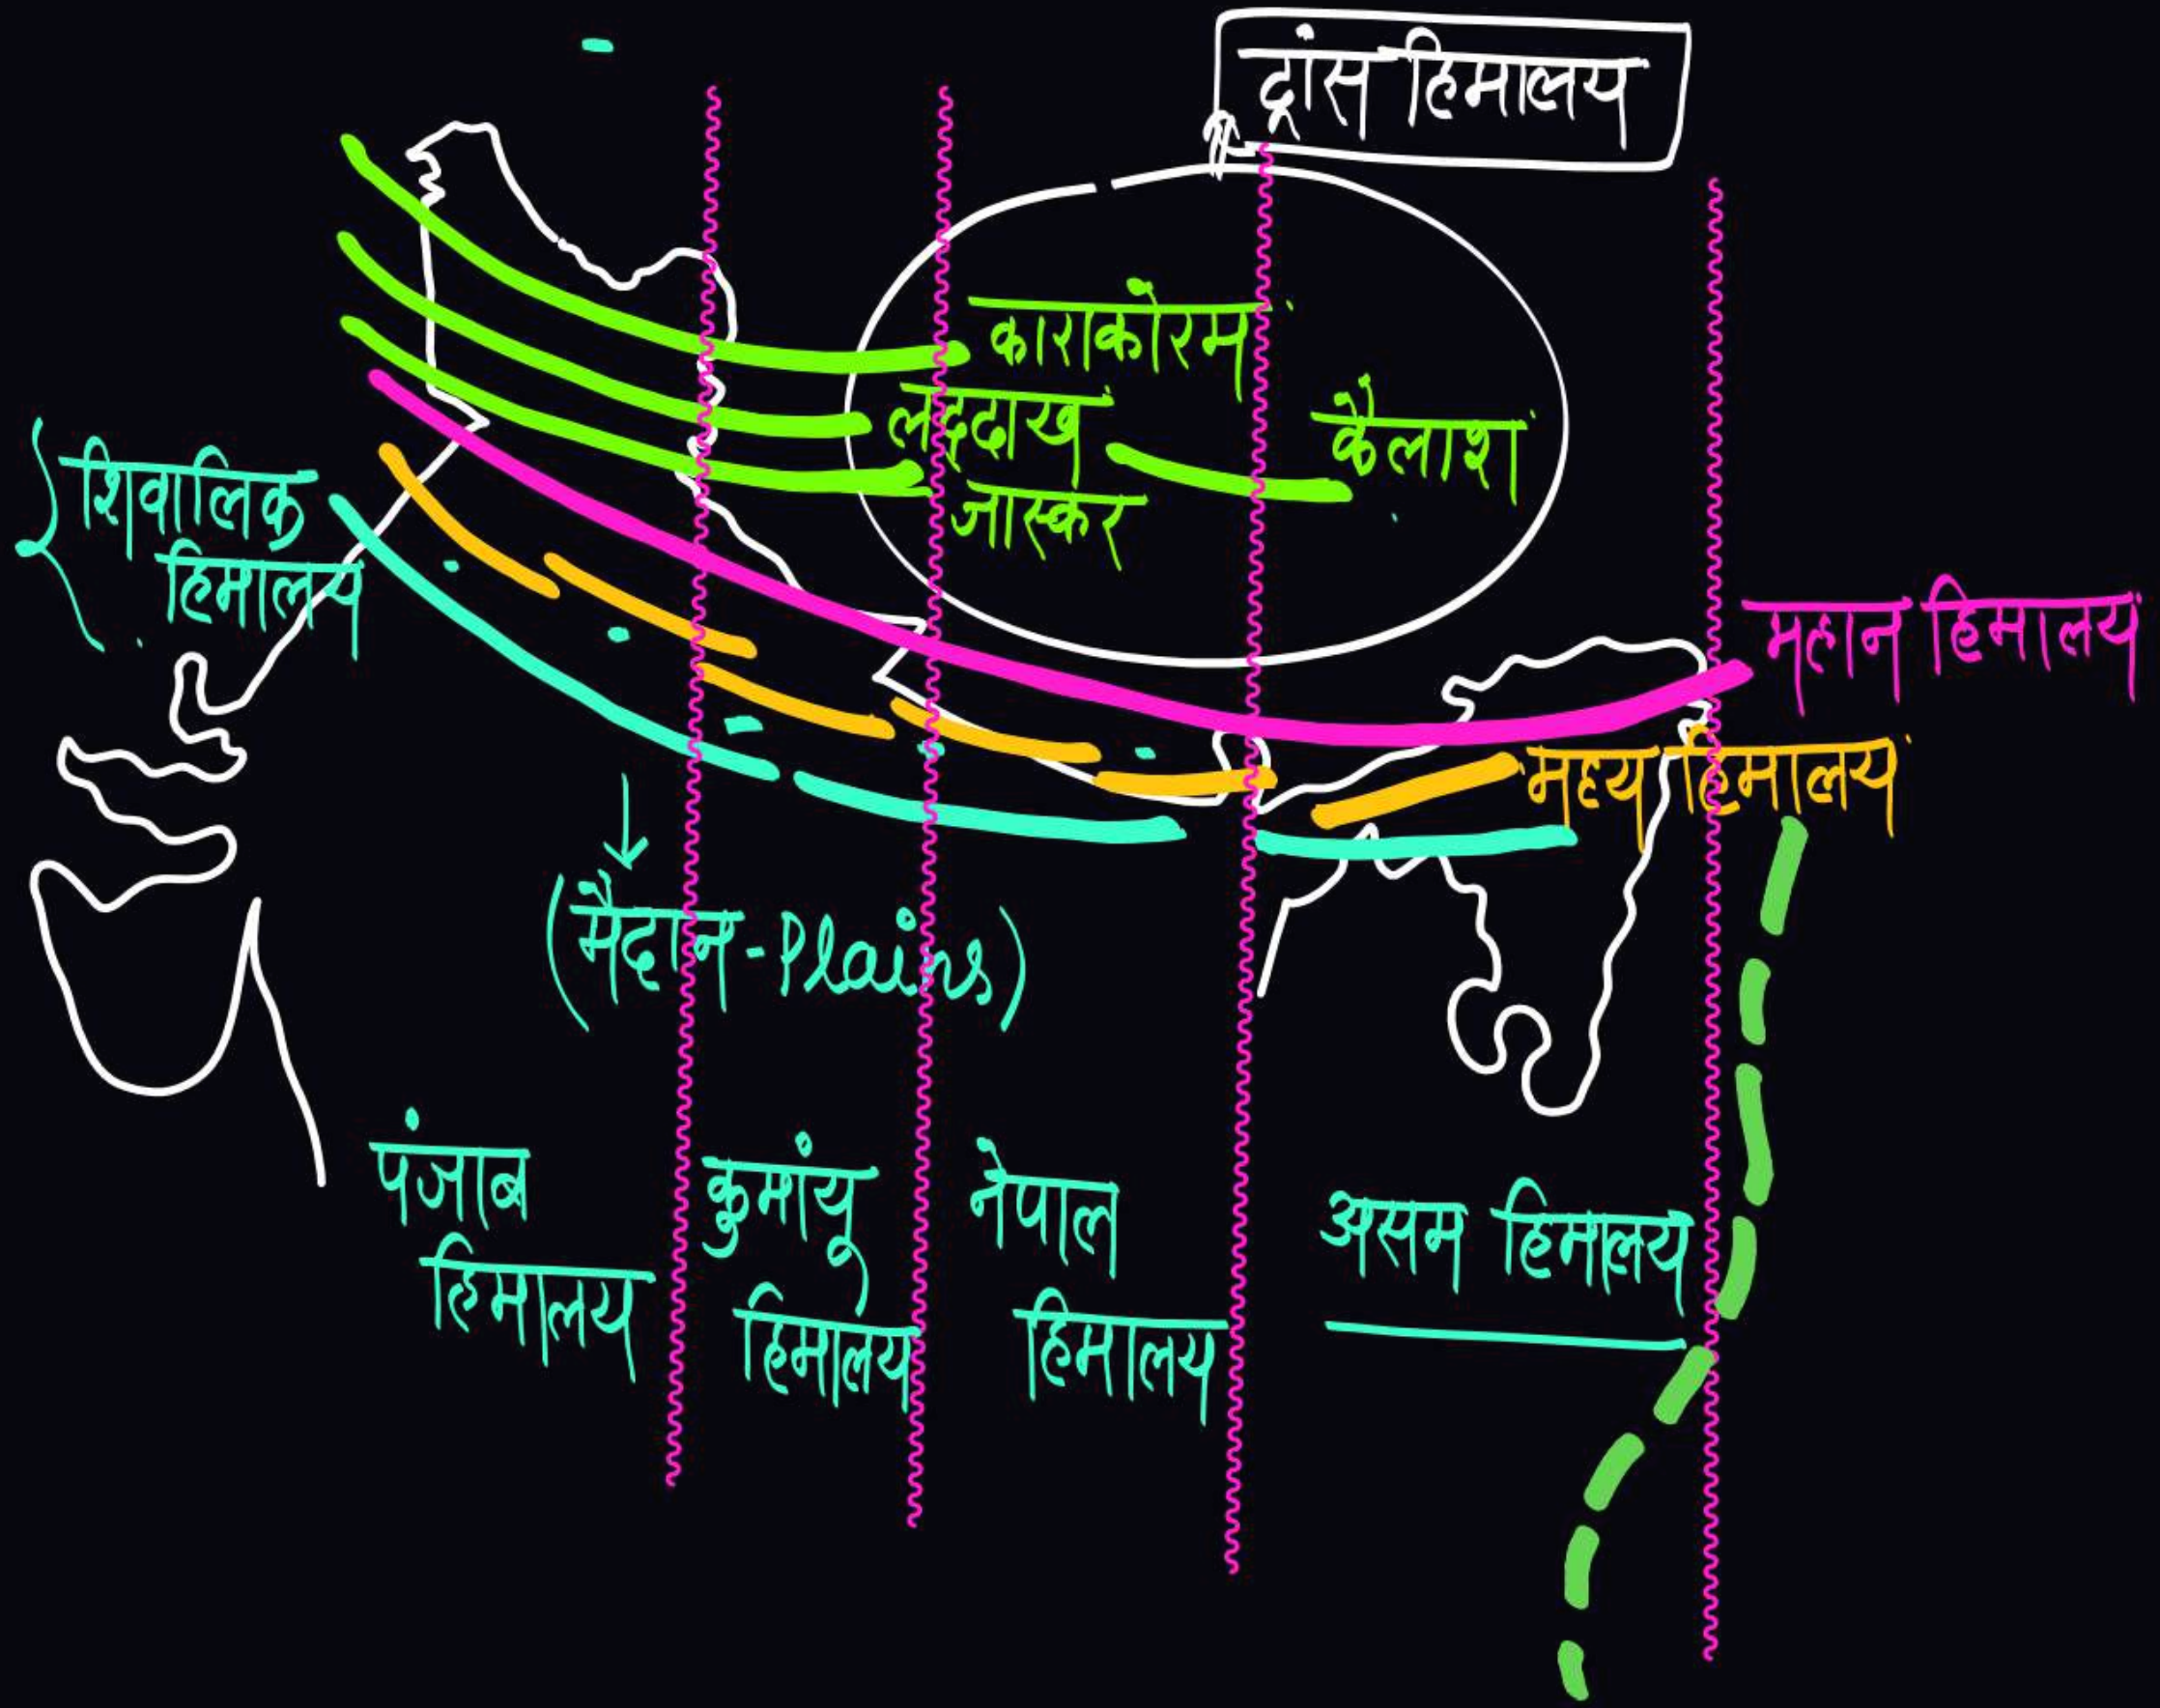 ट्रांस हिमालय
काराकोरम
लद्दाख
कैलाश
जास्कर
शिवालिक
हिमालय
महान हिमालय
मध्य हिमालय
(मैदान-Plains)
पंजाब
हिमालय
कुमांयू
हिमालय
नेपाल
हिमालय
असम हिमालय